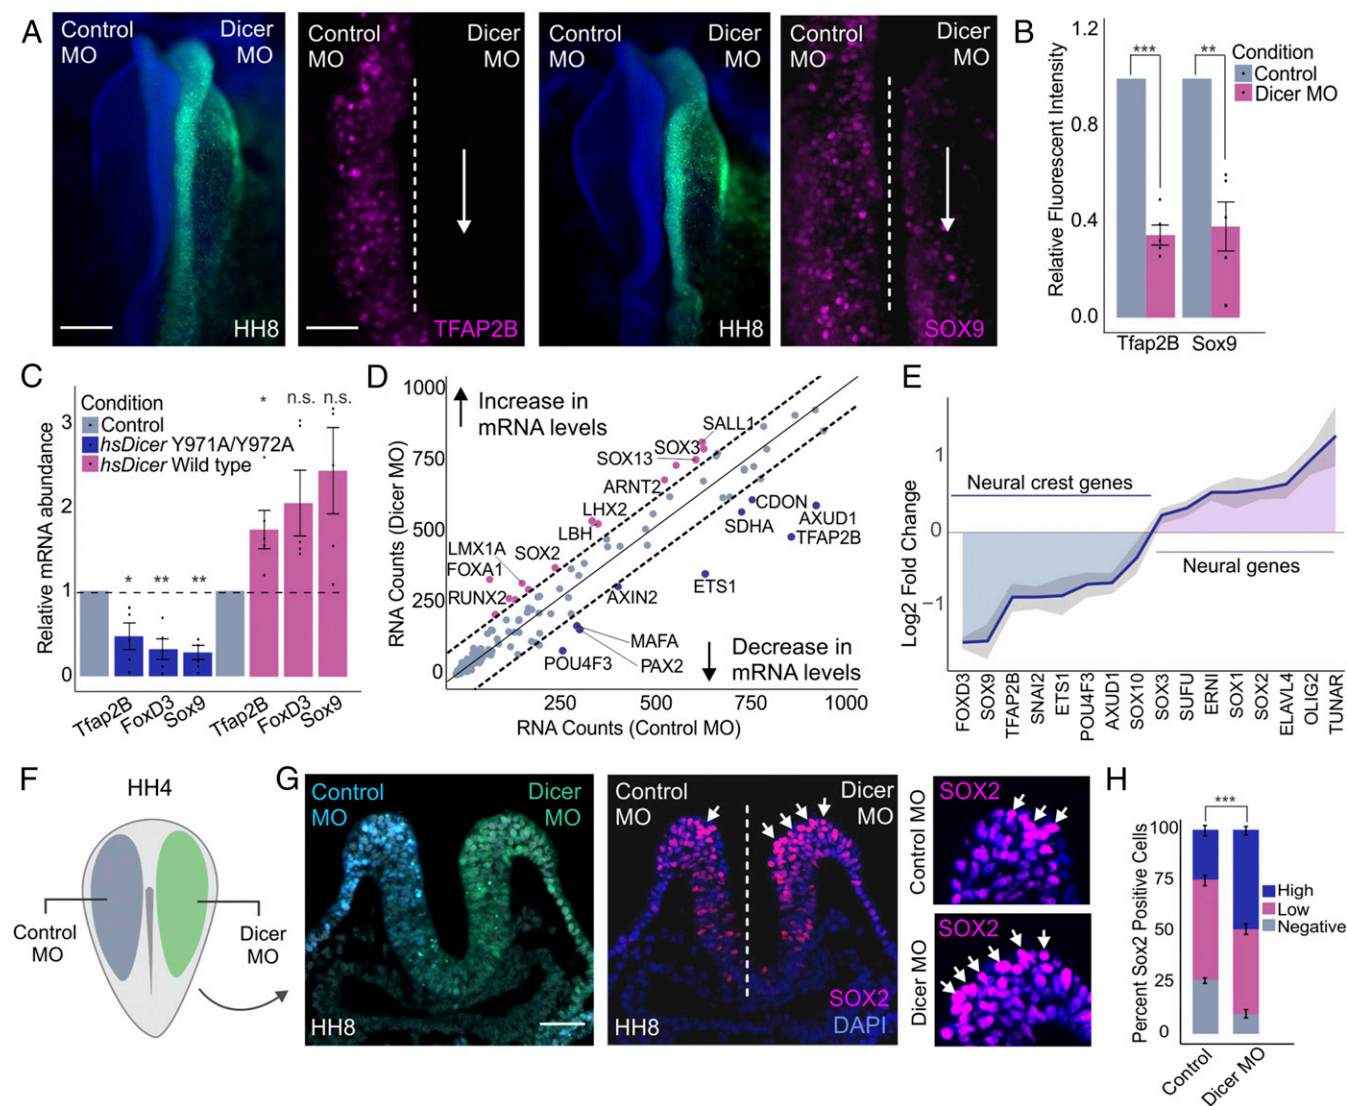 A
Control MO
Dicer MO
HH8
Control MO
Dicer MO
TFAP2B
Control MO
Dicer MO
HH8
Control MO
Dicer MO
SOX9
B
Relative Fluorescent Intensity
1.2
0.8
0.4
0.0
***
**
Condition
Control
Dicer MO
Tfap2B
Sox9
C
Relative mRNA abundance
Condition
Control
hsDicer Y971A/Y972A
hsDicer Wild type
3
2
1
0
*
**
**
*
n.s.
n.s.
Tfap2B
FoxD3
Sox9
Tfap2B
FoxD3
Sox9
D
RNA Counts (Dicer MO)
1000
750
500
250
0
Increase in
mRNA levels
SALL1
SOX3
SOX13
ARNT2
LHX2
LBH
LMX1A
SOX2
FOXA1
RUNX2
CDON
SDHA
AXUD1
TFAP2B
ETS1
AXIN2
MAFA
PAX2
POU4F3
Decrease in
mRNA levels
250
500
750
1000
RNA Counts (Control MO)
E
Log2 Fold Change
1
0
−1
Neural crest genes
Neural genes
FOXD3
SOX9
TFAP2B
SNAI2
ETS1
POU4F3
AXUD1
SOX10
SOX3
SUFU
ERNI
SOX1
SOX2
ELAVL4
OLIG2
TUNAR
F
HH4
Control
MO
Dicer
MO
G
Control
MO
Dicer
MO
HH8
Control
MO
Dicer
MO
HH8
SOX2
DAPI
Control MO
SOX2
Dicer MO
SOX2
H
Percent Sox2 Positive Cells
***
100
75
50
25
0
High
Low
Negative
Control
Dicer MO